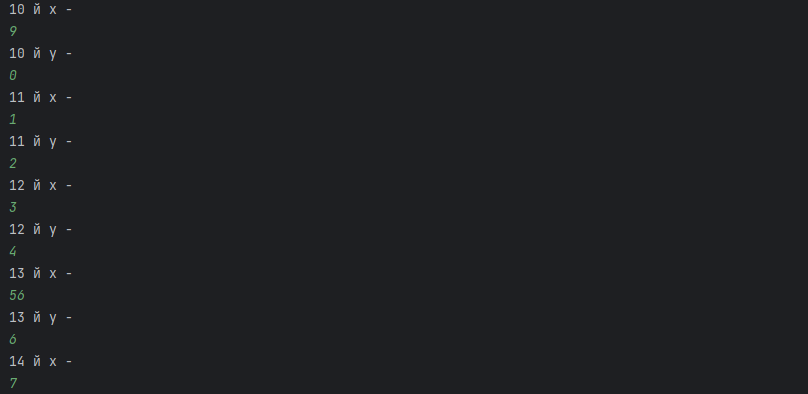 10 й x -
9
10 й y -
0
11 й x -
1
11 й y -
2
12 й x -
3
12 й y -
4
13 й x -
56
13 й y -
6
14 й x -
7